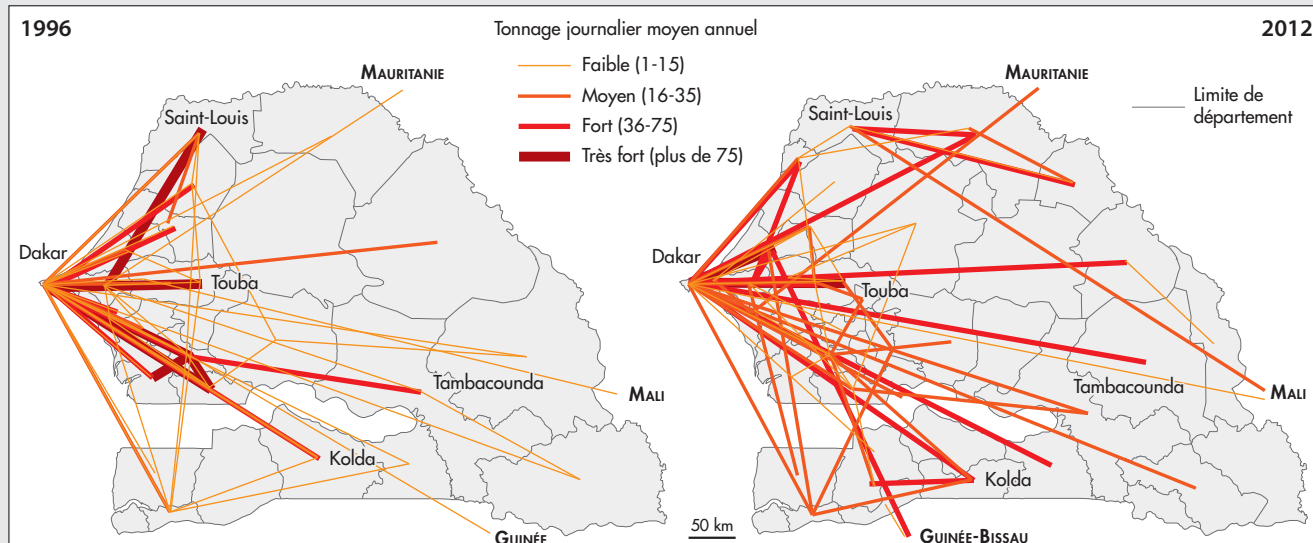 1996
Tonnage journalier moyen annuel
2012
Faible (1-15)
Moyen (16-35)
Fort (36-75)
Très fort (plus de 75)
Limite de
département
MAURITANIE
Saint-Louis
Dakar
Touba
Tambacounda
MALI
Kolda
GUINÉE
50 km
MAURITANIE
Saint-Louis
Dakar
Touba
Tambacounda
MALI
Kolda
GUINÉE-BISSAU